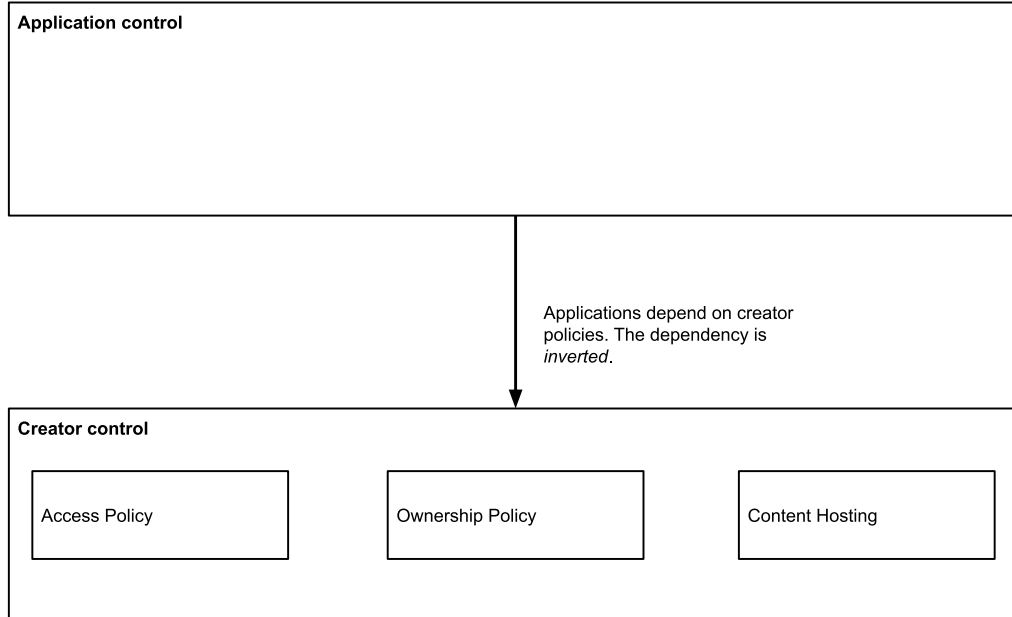 Application control
Applications depend on creator
policies. The dependency is
inverted.
Creator control
Access Policy
Ownership Policy
Content Hosting